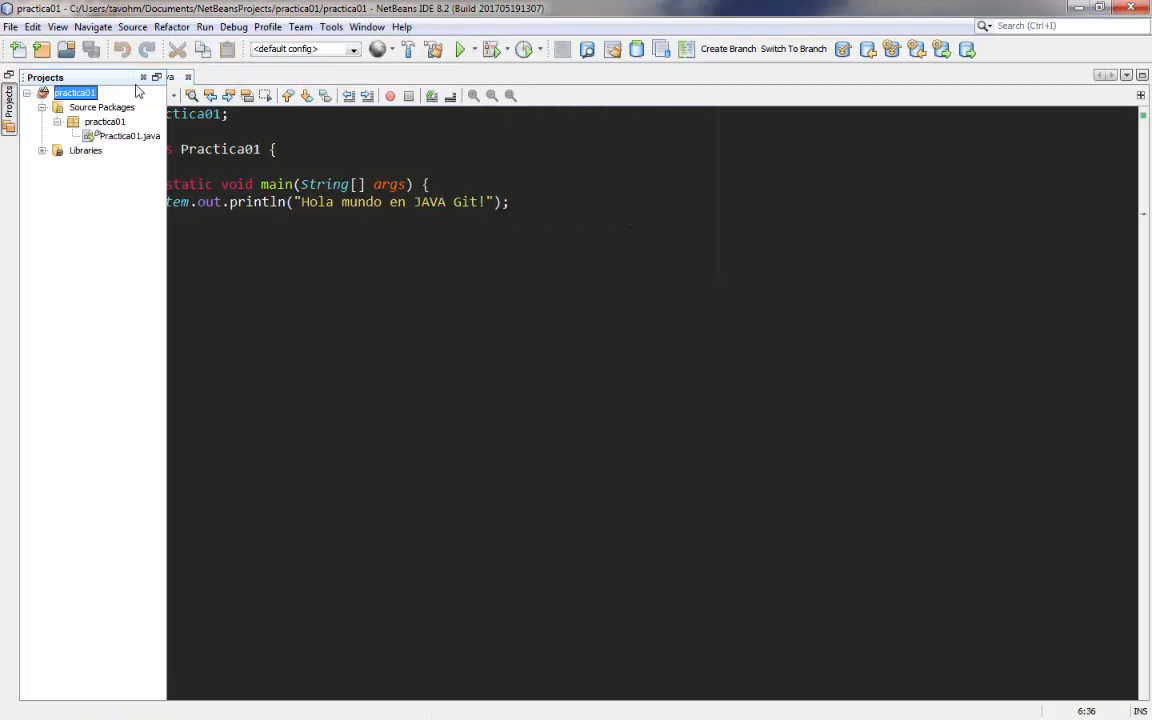 practica01 - C:/Users/tavohm/Documents/NetBeansProjects/practica01/practica01 - NetBeans IDE 8.2 (Build 201705191307)
File Edit View Navigate Source Refactor Run Debug Profile Team Tools Window Help
Search (Ctrl+I)
<default config>
Create Branch Switch To Branch
Projects
va
Projects
practica01
Source Packages
practica01
Practica01.java
Libraries
ctica01;
s Practica01 {
static void main(String[] args) {
tem.out.println("Hola mundo en JAVA Git!");
6:36
INS